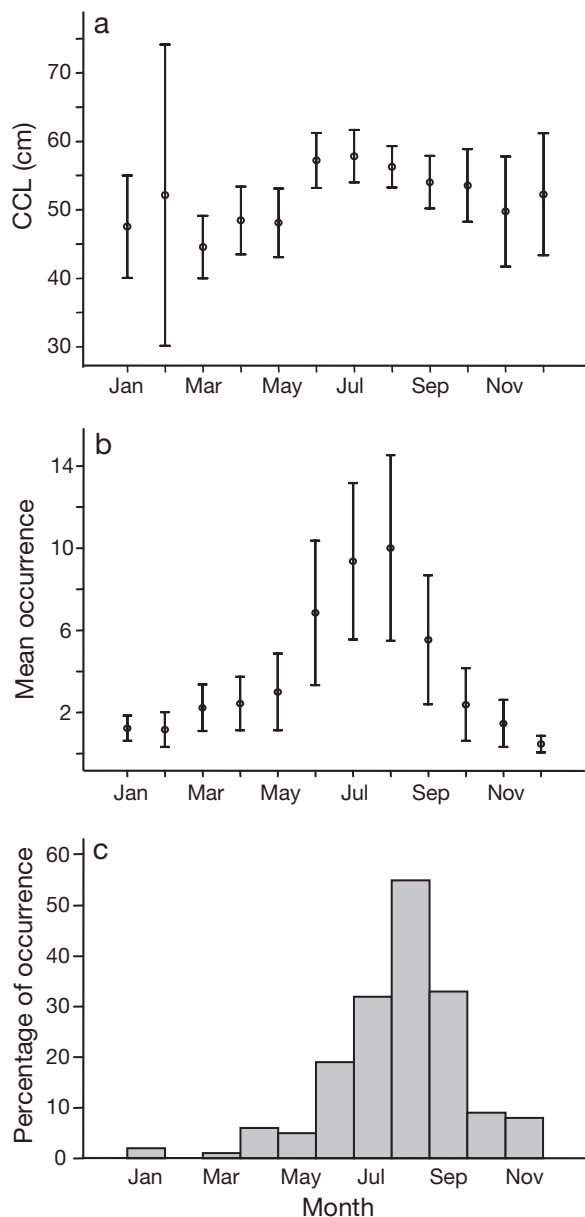 a
CCL (cm)
70
60
50
40
30
Jan Mar May Jul Sep Nov
b
Mean occurrence
14
10
6
2
Jan Mar May Jul Sep Nov
c
Percentage of occurrence
60
50
40
30
20
10
0
Jan Mar May Jul Sep Nov
Month